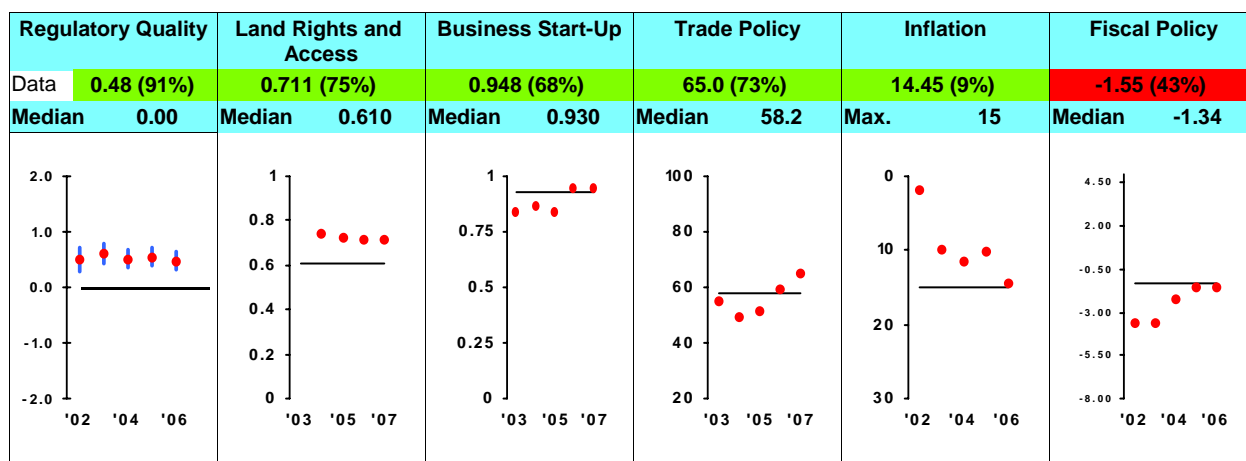 Regulatory Quality
Land Rights and
Access
Business Start-Up
Trade Policy
Inflation
Fiscal Policy
Data 0.48 (91%)
0.711 (75%)
0.948 (68%)
65.0 (73%)
14.45 (9%)
-1.55 (43%)
Median 0.00
Median 0.610
Median 0.930
Median 58.2
Max. 15
Median -1.34
2.0
1.0
0.0
-1.0
-2.0
'02 '04 '06
1
0.8
0.6
0.4
0.2
0
'03 '05 '07
1
0.75
0.5
0.25
0
'03 '05 '07
100
80
60
40
20
'03 '05 '07
0
10
20
30
'02 '04 '06
4.50
2.00
-0.50
-3.00
-5.50
-8.00
'02 '04 '06